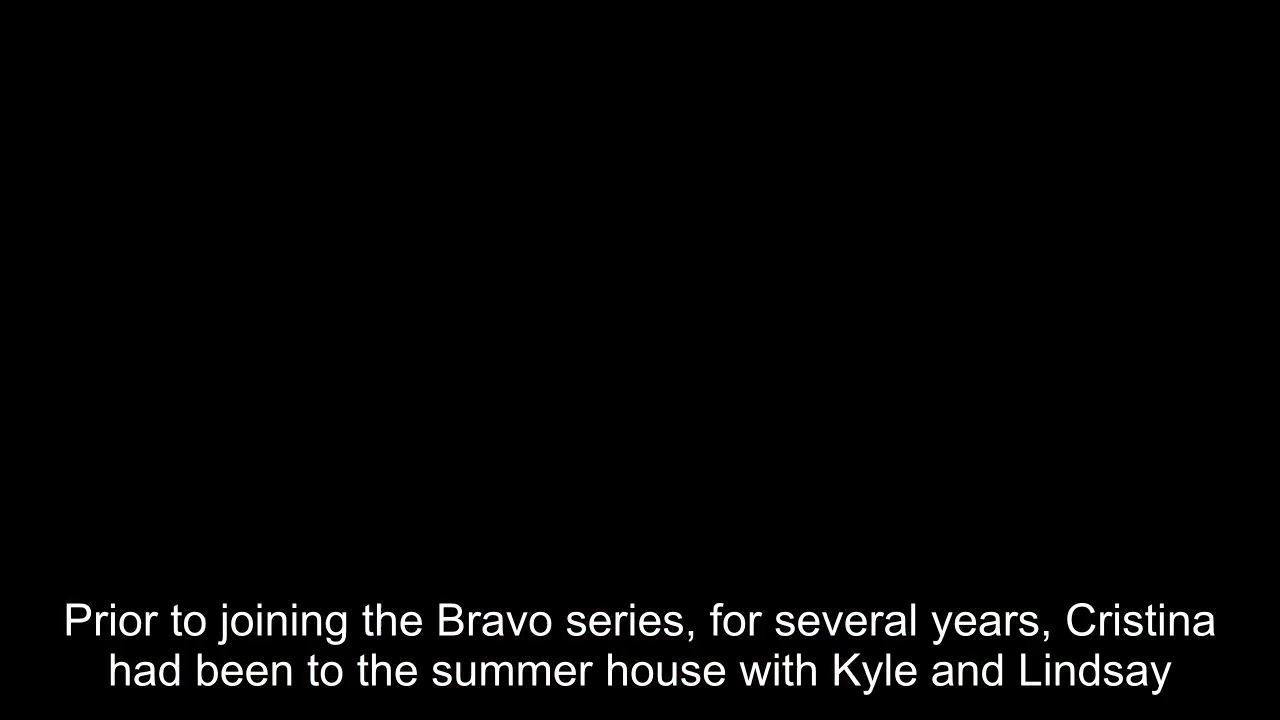 Prior to joining the Bravo series, for several years, Cristina
had been to the summer house with Kyle and Lindsay